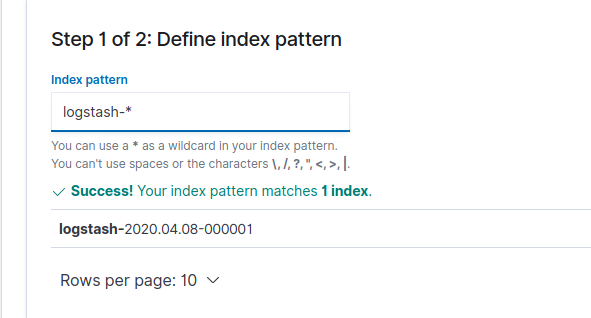 Step 1 of 2: Define index pattern
Index pattern
logstash-*
You can use a * as a wildcard in your index pattern.
You can't use spaces or the characters \, /, ?, ", <, >, |.
Success! Your index pattern matches 1 index.
logstash-2020.04.08-000001
Rows per page: 10